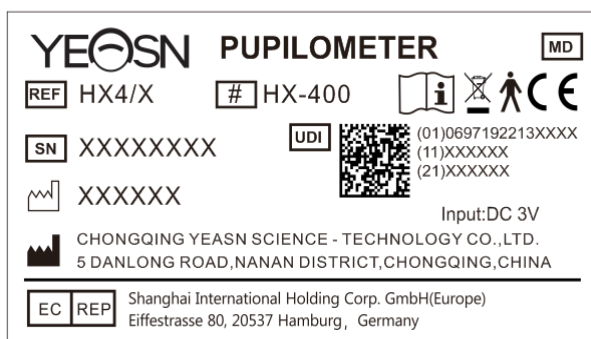 YEASN PUPILOMETER MD
REF HX4/X # HX-400 CE
SN XXXXXXXX UDI (01)0697192213XXXX
(11)XXXXXX
(21)XXXXXX
XXXXXX
Input:DC 3V
CHONGQING YEASN SCIENCE - TECHNOLOGY CO.,LTD.
5 DANLONG ROAD,NANAN DISTRICT,CHONGQING,CHINA
EC REP Shanghai International Holding Corp. GmbH(Europe)
Eiffestrasse 80, 20537 Hamburg, Germany